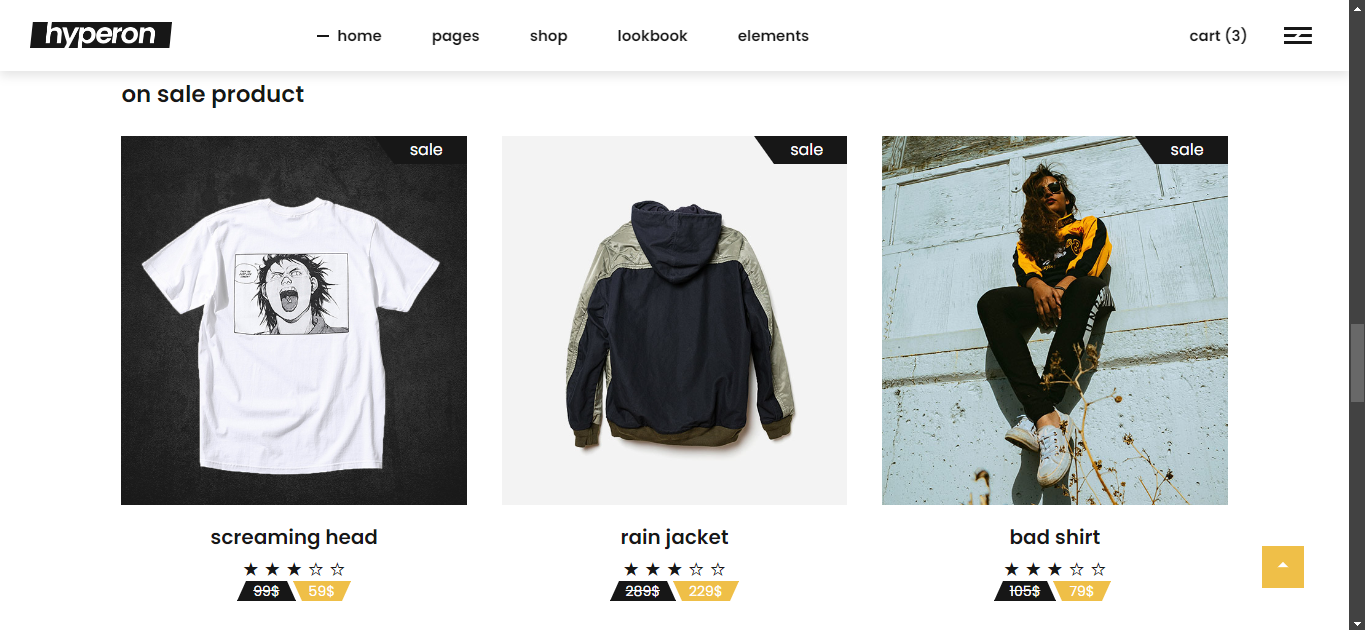 hyperon
home pages shop lookbook elements cart (3)
on sale product
sale sale sale
screaming head rain jacket bad shirt
★ ★ ★ ☆ ☆ ★ ★ ★ ☆ ☆ ★ ★ ★ ☆ ☆
99$ 59$ 289$ 229$ 105$ 79$